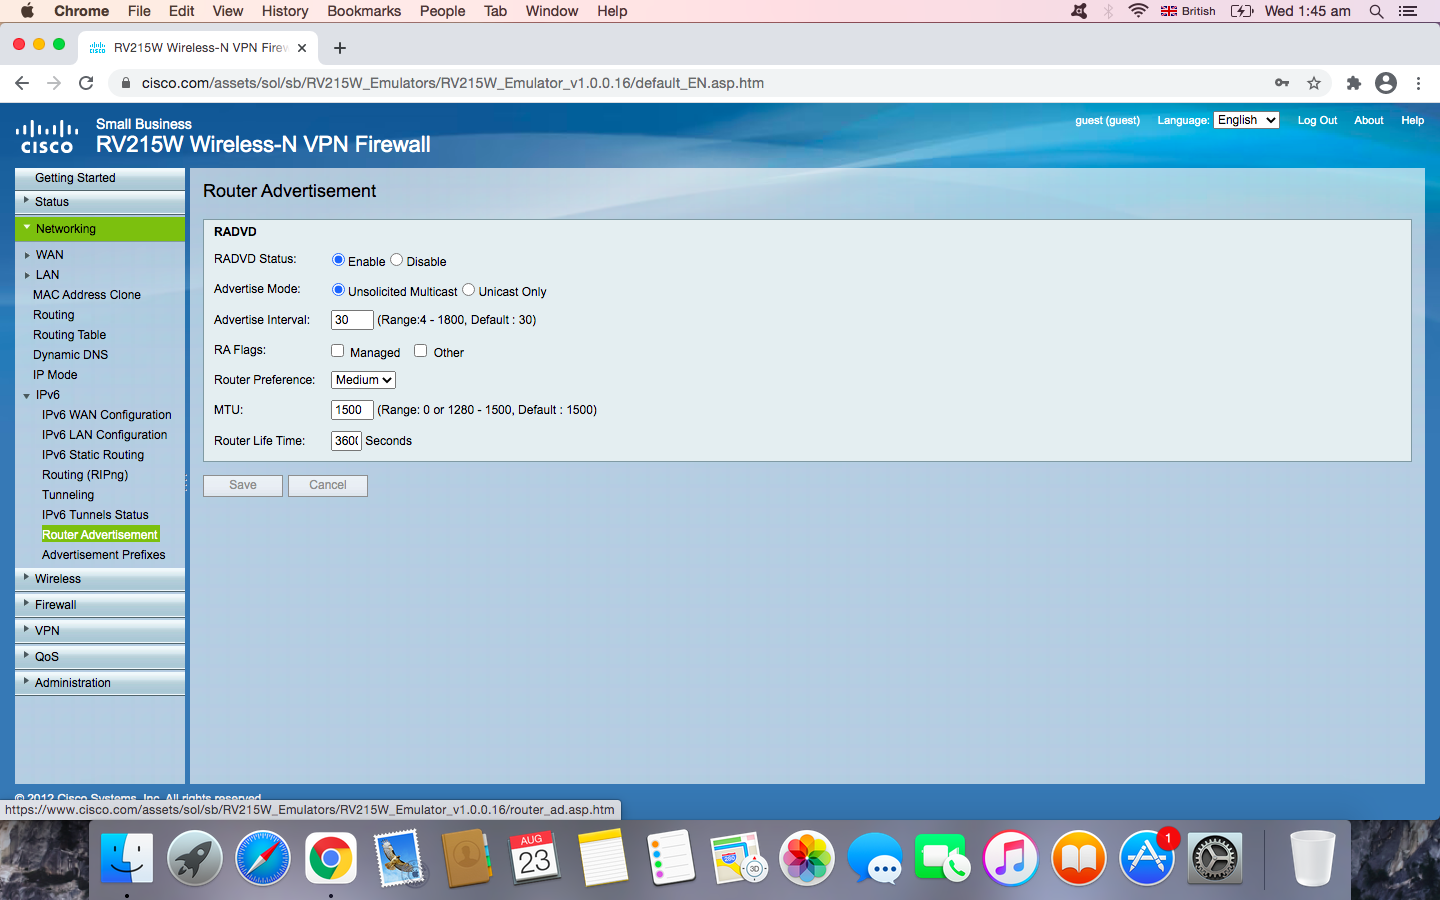 Chrome File Edit View History Bookmarks People Tab Window Help British Wed 1:45 am
RV215W Wireless-N VPN Firew
cisco.com/assets/sol/sb/RV215W_Emulators/RV215W_Emulator_v1.0.0.16/default_EN.asp.htm
guest (guest) Language: English Log Out About Help
cisco
Small Business
RV215W Wireless-N VPN Firewall
Getting Started
Status
Networking
WAN
LAN
MAC Address Clone
Routing
Routing Table
Dynamic DNS
IP Mode
IPv6
IPv6 WAN Configuration
IPv6 LAN Configuration
IPv6 Static Routing
Routing (RIPng)
Tunneling
IPv6 Tunnels Status
Router Advertisement
Advertisement Prefixes
Wireless
Firewall
VPN
QoS
Administration
Router Advertisement
RADVD
RADVD Status: Enable Disable
Advertise Mode: Unsolicited Multicast Unicast Only
Advertise Interval: 30 (Range:4 - 1800, Default : 30)
RA Flags: Managed Other
Router Preference: Medium
MTU: 1500 (Range: 0 or 1280 - 1500, Default : 1500)
Router Life Time: 3600 Seconds
Save Cancel
© 2012 Cisco Systems, Inc. All rights reserved.
https://www.cisco.com/assets/sol/sb/RV215W_Emulators/RV215W_Emulator_v1.0.0.16/router_ad.asp.htm
AUG
23
280
3D
1